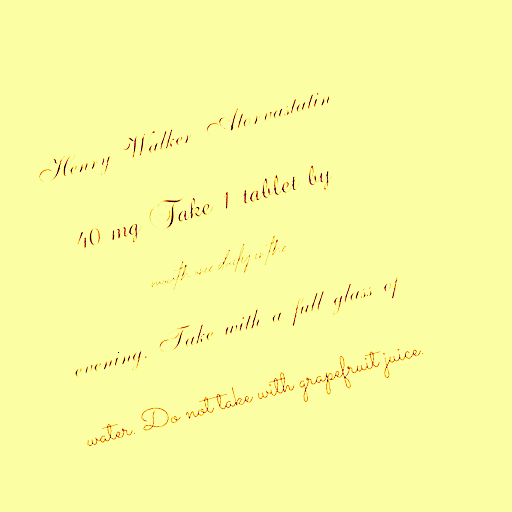 Henry Walker Atorvastatin
40 mg Take 1 tablet by
mouth once daily in the
evening. Take with a full glass of
water. Do not take with grapefruit juice.